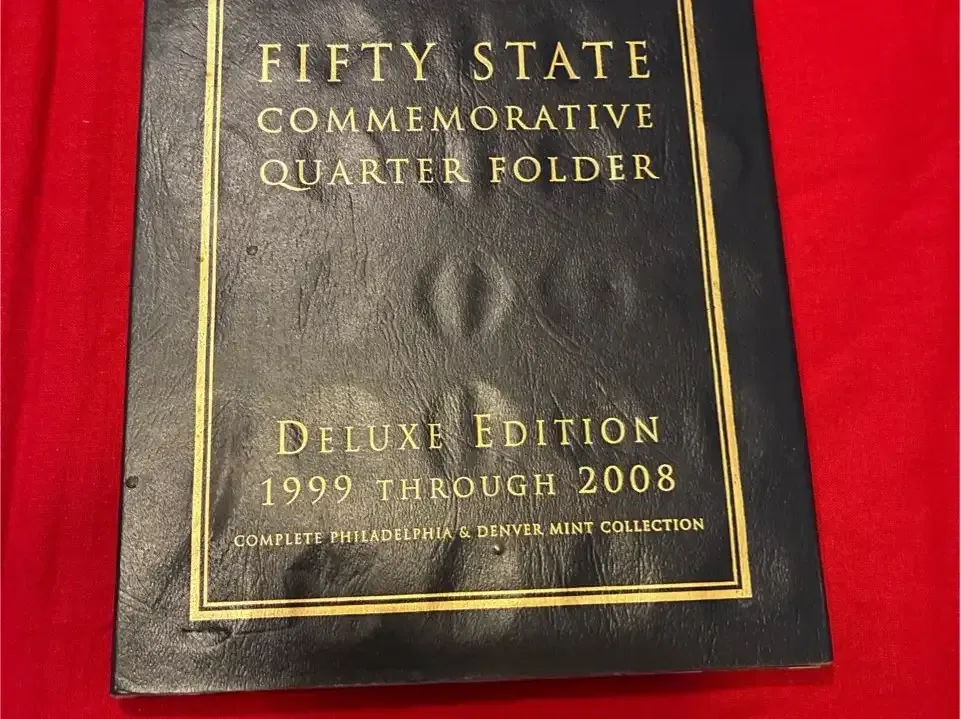 FIFTY STATE
COMMEMORATIVE
QUARTER FOLDER
DELUXE EDITION
1999 THROUGH 2008
COMPLETE PHILADELPHIA & DENVER MINT COLLECTION